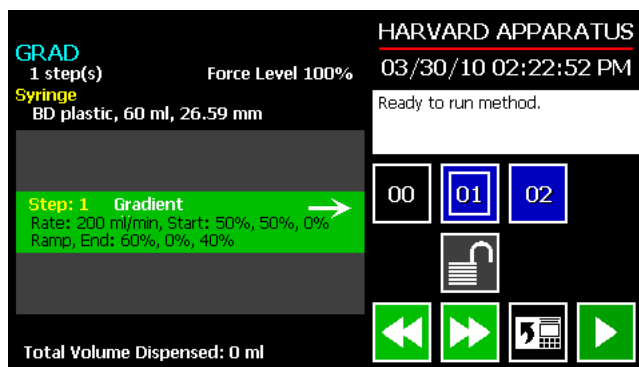 GRAD
1 step(s) Force Level 100%
Syringe
BD plastic, 60 ml, 26.59 mm
Step: 1 Gradient
Rate: 200 ml/min, Start: 50%, 50%, 0%
Ramp, End: 60%, 0%, 40%
Total Volume Dispensed: 0 ml
HARVARD APPARATUS
03/30/10 02:22:52 PM
Ready to run method.
00 01 02